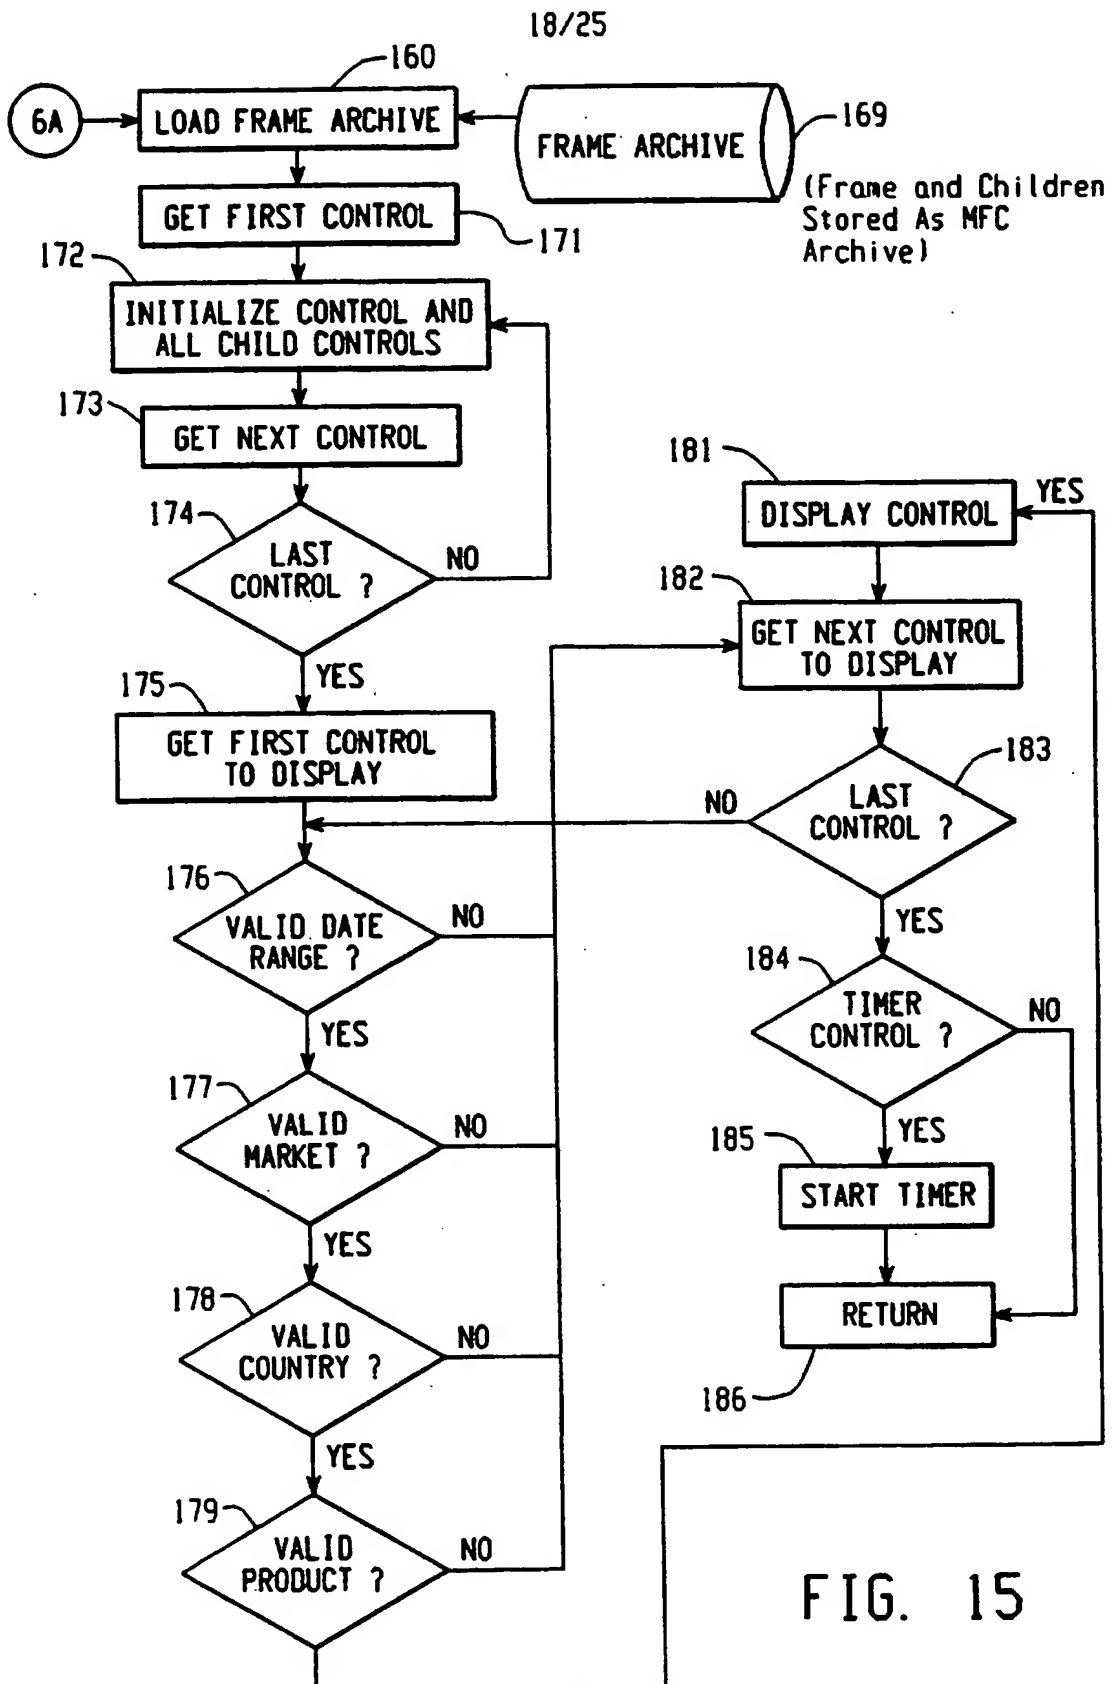 18/25
160
6A
LOAD FRAME ARCHIVE
FRAME ARCHIVE
169
(Frame and Children
Stored As MFC
Archive)
GET FIRST CONTROL
171
172
INITIALIZE CONTROL AND
ALL CHILD CONTROLS
173
GET NEXT CONTROL
174
LAST
CONTROL ?
NO
YES
175
GET FIRST CONTROL
TO DISPLAY
176
VALID DATE
RANGE ?
NO
YES
177
VALID
MARKET ?
NO
YES
178
VALID
COUNTRY ?
NO
YES
179
VALID
PRODUCT ?
NO
181
DISPLAY CONTROL
YES
182
GET NEXT CONTROL
TO DISPLAY
183
LAST
CONTROL ?
NO
YES
184
TIMER
CONTROL ?
NO
YES
185
START TIMER
RETURN
186
FIG. 15